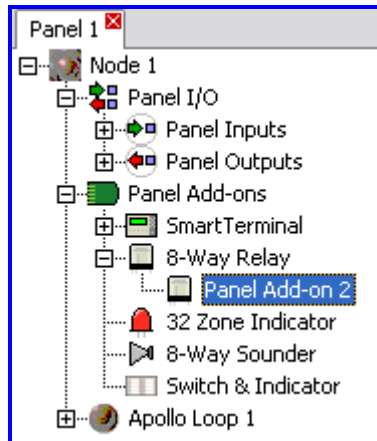 Panel 1
Node 1
Panel I/O
Panel Inputs
Panel Outputs
Panel Add-ons
SmartTerminal
8-Way Relay
Panel Add-on 2
32 Zone Indicator
8-Way Sounder
Switch & Indicator
Apollo Loop 1